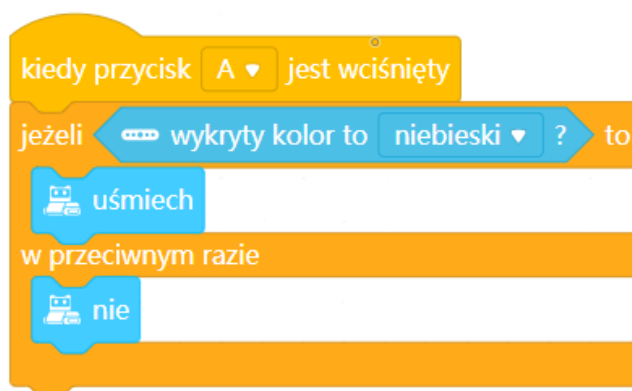 kiedy przycisk A jest wciśnięty
jeżeli wykryty kolor to niebieski ? to
uśmiech
w przeciwnym razie
nie